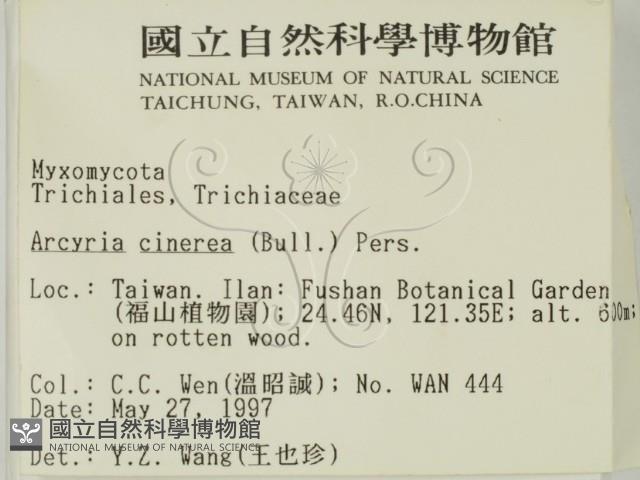 國立自然科學博物館
NATIONAL MUSEUM OF NATURAL SCIENCE
TAICHUNG, TAIWAN, R.O.CHINA
Myxomycota
Trichiales, Trichiaceae
Arcyria cinerea (Bull.) Pers.
Loc.: Taiwan. Ilan: Fushan Botanical Garden
(福山植物園); 24.46N, 121.35E; alt. 600m;
on rotten wood.
Col.: C.C. Wen(溫昭誠); No. WAN 444
Date: May 27, 1997
國立自然科學博物館
NATIONAL MUSEUM OF NATURAL SCIENCE
Det.: Y.Z. Wang(王也珍)